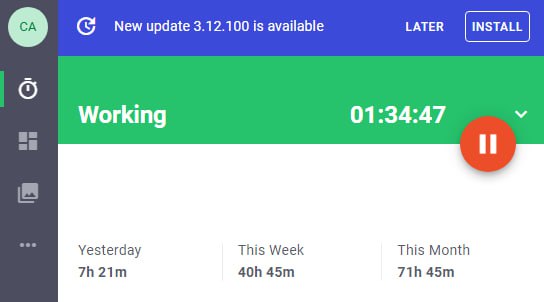 CA
New update 3.12.100 is available
LATER
INSTALL
Working
01:34:47
Yesterday
7h 21m
This Week
40h 45m
This Month
71h 45m